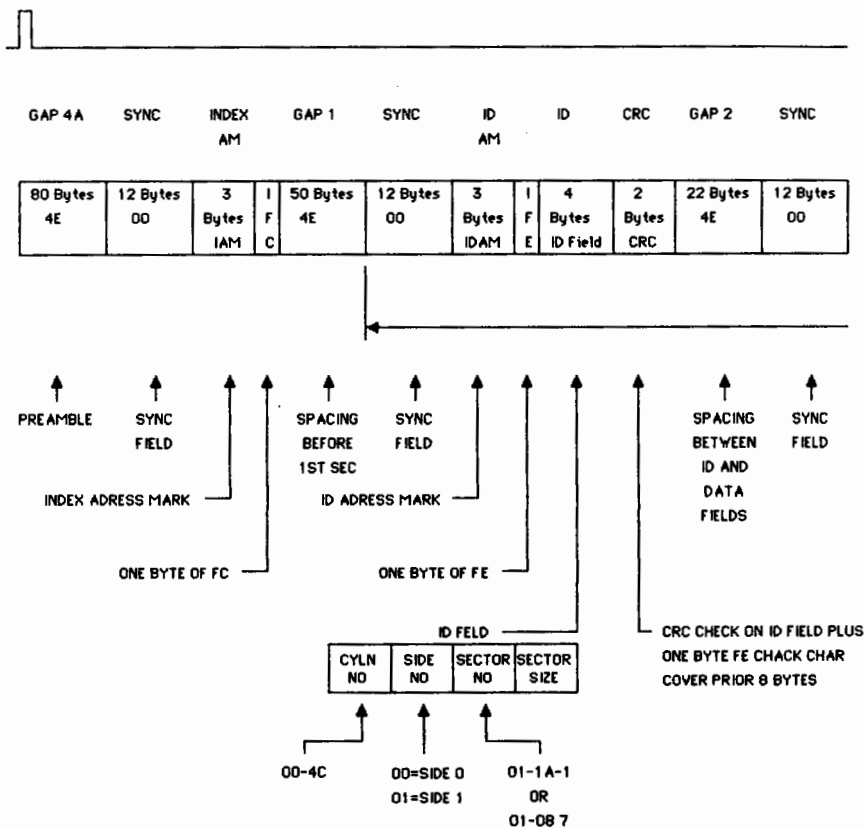 GAP 4A SYNC INDEX AM GAP 1 SYNC ID AM ID CRC GAP 2 SYNC
80 Bytes 4E
12 Bytes 00
3 Bytes IAM
1 F C
50 Bytes 4E
12 Bytes 00
3 Bytes IDAM
1 F E
4 Bytes ID Field
2 Bytes CRC
22 Bytes 4E
12 Bytes 00
PREAMBLE
SYNC
FIELD
SPACING
BEFORE
1ST SEC
SYNC
FIELD
SPACING
BETWEEN
ID AND
DATA
FIELDS
SYNC
FIELD
INDEX ADRESS MARK
ID ADRESS MARK
ONE BYTE OF FC
ONE BYTE OF FE
ID FELD
CRC CHECK ON ID FIELD PLUS
ONE BYTE FE CHACK CHAR
COVER PRIOR 8 BYTES
CYLN NO
SIDE NO
SECTOR NO
SECTOR SIZE
00-4C
00=SIDE 0
01=SIDE 1
01-1A-1
OR
01-08 7